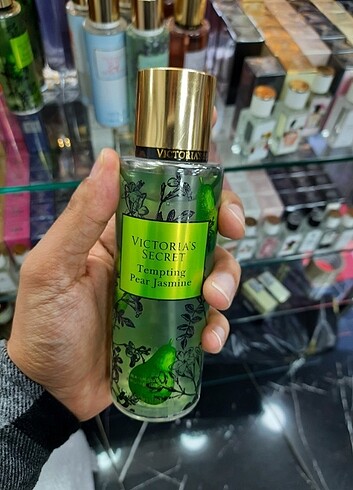 VICTORIA'S
VICTORIA'S
SECRET
Tempting
Pear Jasmine